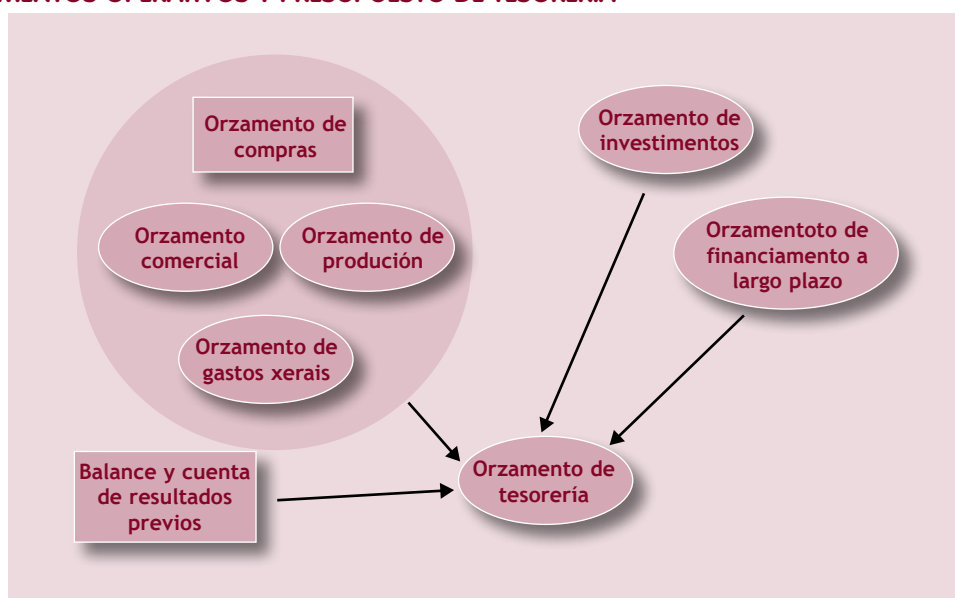 Orzamento de
compras
Orzamento
comercial
Orzamento de
produción
Orzamento de
gastos xerais
Orzamento de
investimentos
Orzamentoto de
financiamento a
largo plazo
Balance y cuenta
de resultados
previos
Orzamento de
tesorería